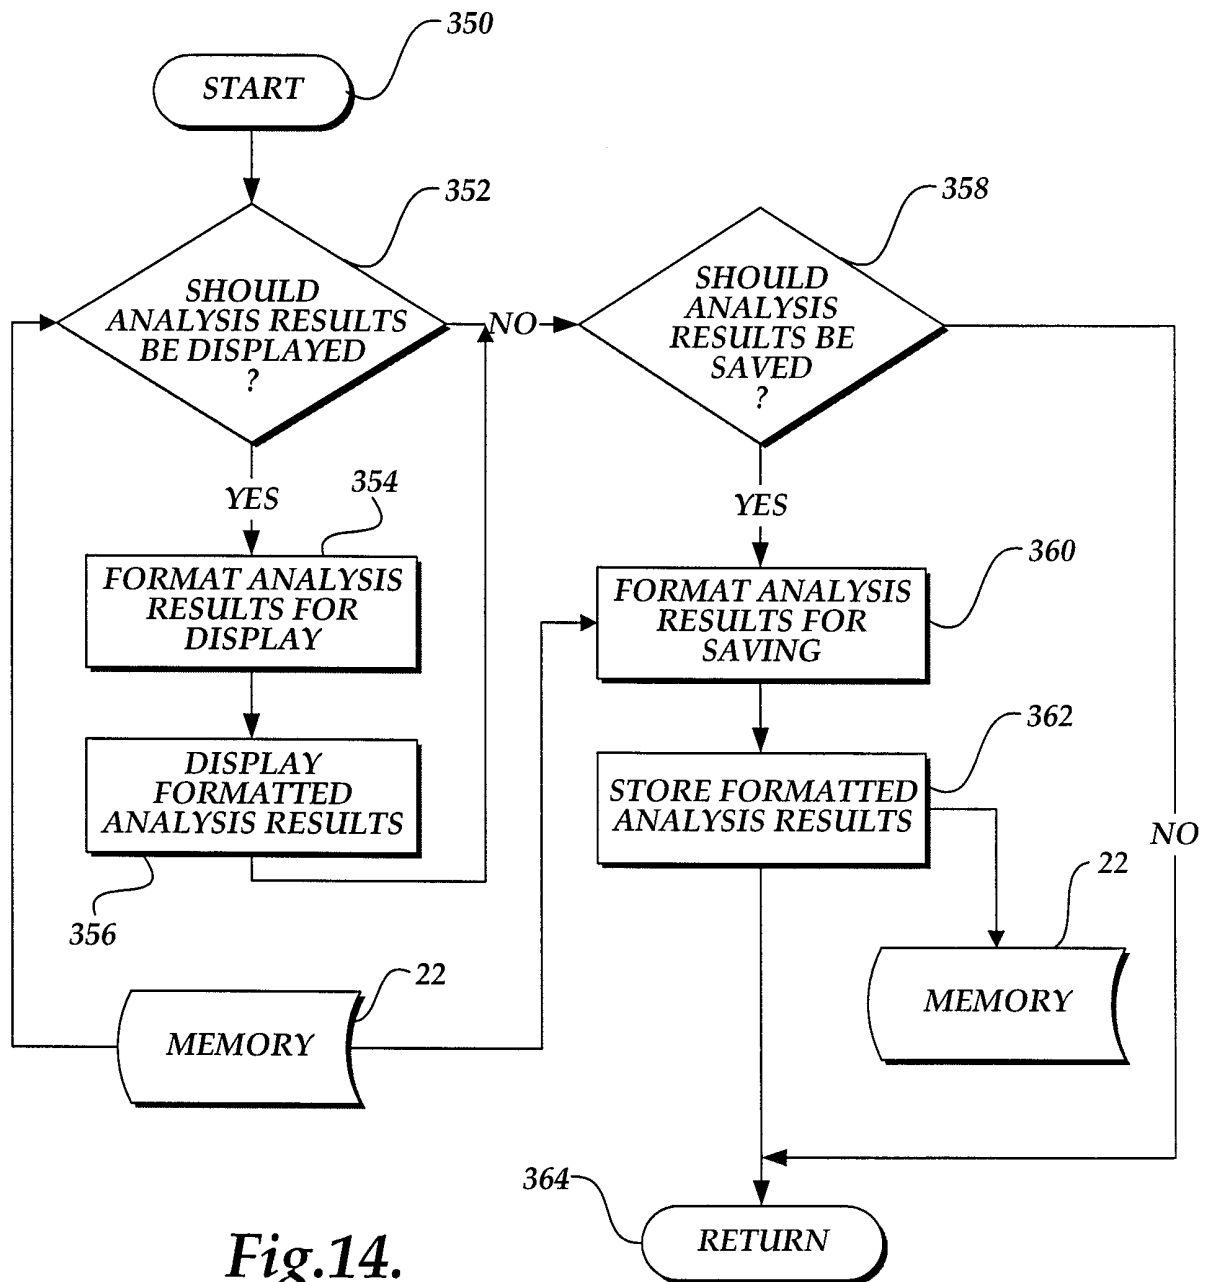 350
START
352
SHOULD
ANALYSIS RESULTS
BE DISPLAYED
?
NO
358
SHOULD
ANALYSIS
RESULTS BE
SAVED
?
YES
354
FORMAT ANALYSIS
RESULTS FOR
DISPLAY
YES
360
FORMAT ANALYSIS
RESULTS FOR
SAVING
DISPLAY
FORMATTED
ANALYSIS RESULTS
356
362
STORE FORMATTED
ANALYSIS RESULTS
NO
22
MEMORY
22
MEMORY
364
RETURN
Fig.14.